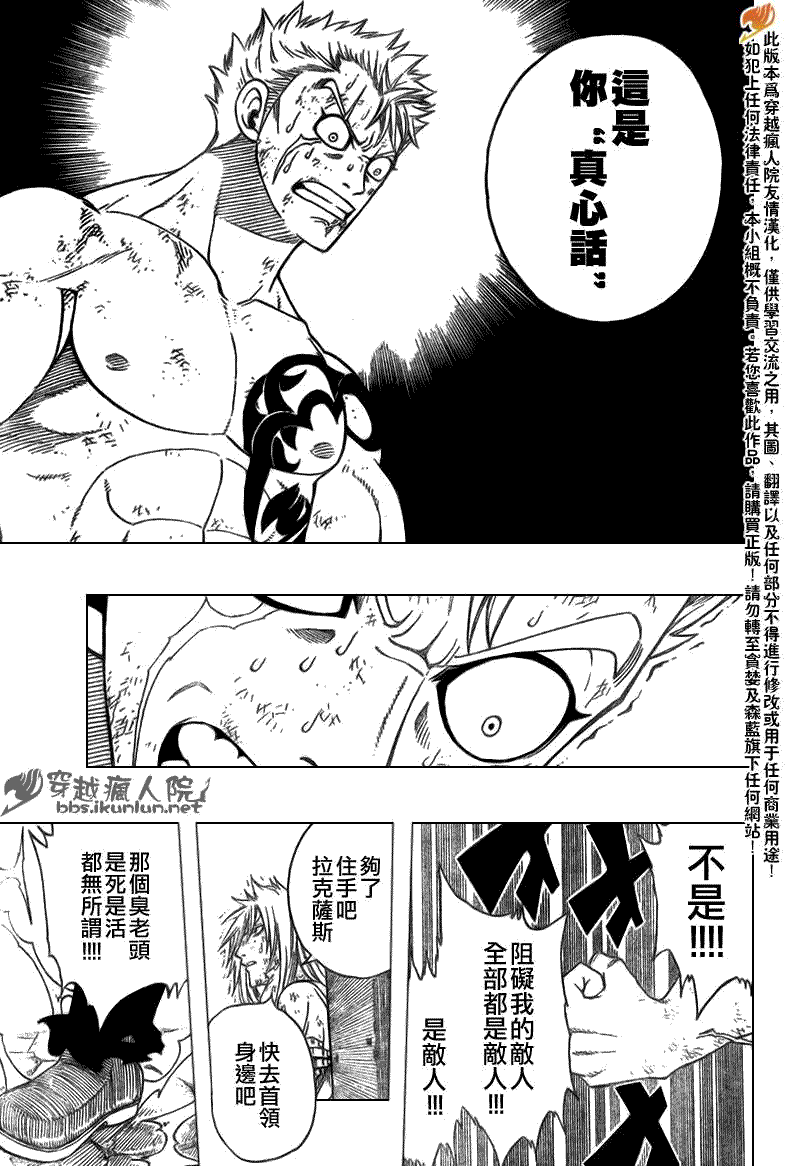 此版本爲穿越瘋人院友情漢化，僅供學習交流之用，其圖、翻譯以及任何部分不得進行修改或用于任何商業用途！
如犯上任何法律責任，本小組概不負責。若您喜歡此作品，請購買正版！請勿轉至貪婪及森藍旗下任何網站！
這是
你“真心話”
穿越瘋人院
bbs.ikunlun.net
不是!!!!
阻礙我的敵人
全部都是敵人!!!
是敵人!!!
夠了
住手吧
拉克薩斯
快去首領
身邊吧
那個臭老頭
是死是活
都無所謂!!!!